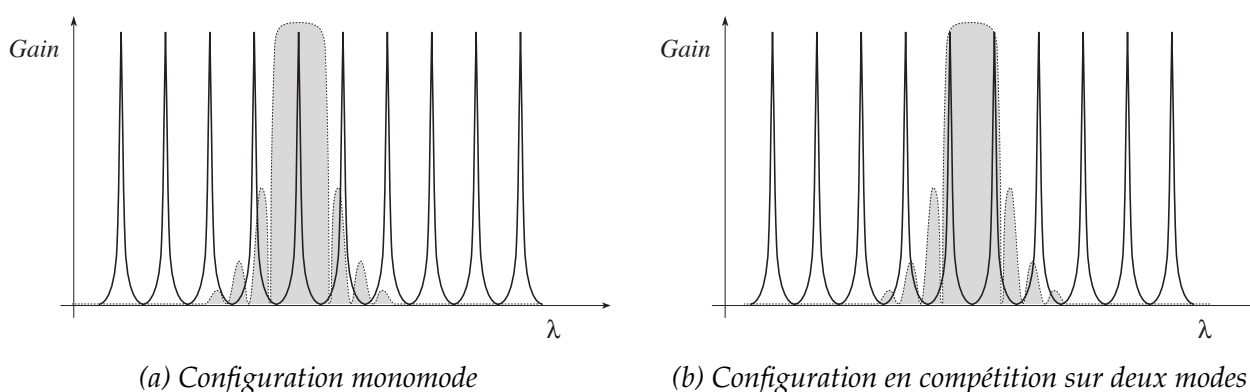 Gain
λ
(a) Configuration monomode
Gain
λ
(b) Configuration en compétition sur deux modes